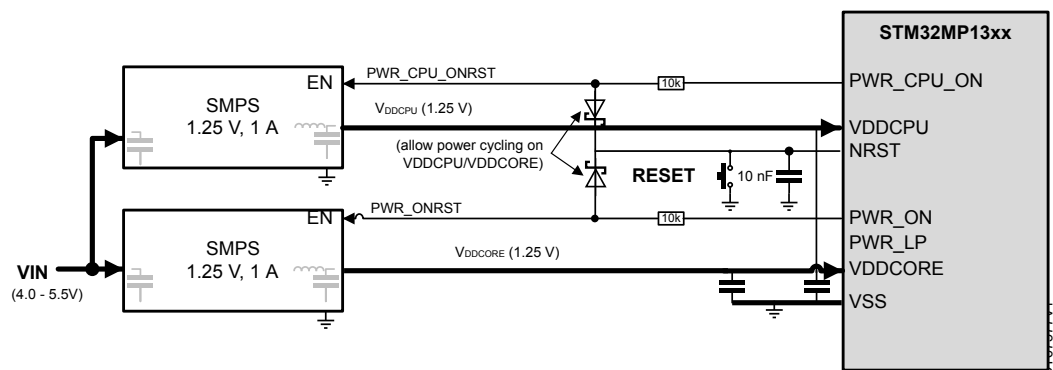 STM32MP13xx
PWR_CPU_ONRST
EN
10k
PWR_CPU_ON
SMPS
1.25 V, 1 A
VDDCPU (1.25 V)
VDDCPU
(allow power cycling on
VDDCPU/VDDCORE)
NRST
RESET
10 nF
PWR_ONRST
EN
10k
PWR_ON
SMPS
1.25 V, 1 A
PWR_LP
VDDCORE (1.25 V)
VDDCORE
VIN
(4.0 - 5.5V)
VSS